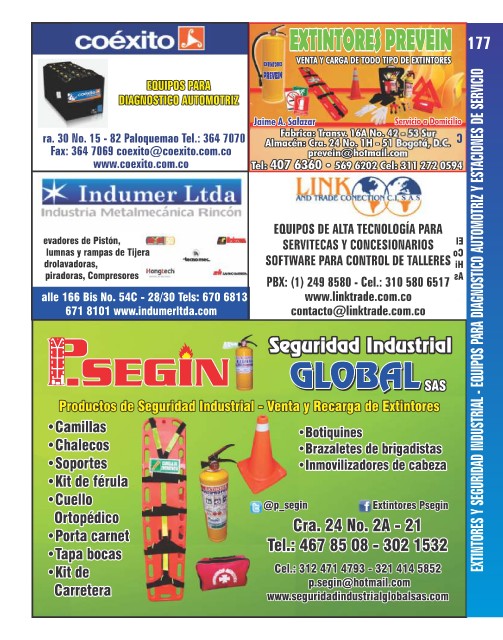 177
coéxito
EQUIPOS PARA
DIAGNOSTICO AUTOMOTRIZ
ra. 30 No. 15 - 82 Paloquemao Tel.: 364 7070
Fax: 364 7069 coexito@coexito.com.co
www.coexito.com.co
EXTINTORES PREVEIN
VENTA Y CARGA DE TODO TIPO DE EXTINTORES
Jaime A. Salazar
Servicio a Domicilio
Fabrica: Transv. 16A No. 42 - 53 Sur
Almacén: Cra. 24 No. 1H - 51 Bogotá, D.C.
prevein@hotmail.com
Tel: 407 6360 - 569 6202 Cel: 311 272 0594
Indumer Ltda
Industria Metalmecánica Rincón
evadores de Pistón,
lumnas y rampas de Tijera
drolavadoras,
piradoras, Compresores
Hongtech
alle 166 Bis No. 54C - 28/30 Tels: 670 6813
671 8101 www.indumerltda.com
LINK
AND TRADE CONECTION C.I. S.A.S
EQUIPOS DE ALTA TECNOLOGÍA PARA
SERVITECAS Y CONCESIONARIOS
SOFTWARE PARA CONTROL DE TALLERES
PBX: (1) 249 8580 - Cel.: 310 580 6517
www.linktrade.com.co
contacto@linktrade.com.co
P.SEGIN
Seguridad Industrial
GLOBAL SAS
Productos de Seguridad Industrial - Venta y Recarga de Extintores
•Camillas
•Chalecos
•Soportes
•Kit de férula
•Cuello
Ortopédico
•Porta carnet
•Tapa bocas
•Kit de
Carretera
•Botiquines
•Brazaletes de brigadistas
•Inmovilizadores de cabeza
@p_segin
Extintores Psegin
Cra. 24 No. 2A - 21
Tel.: 467 85 08 - 302 1532
Cel.: 312 471 4793 - 321 414 5852
p.segin@hotmail.com
www.seguridadindustrialglobalsas.com
EXTINTORES Y SEGURIDAD INDUSTRIAL - EQUIPOS PARA DIAGNÓSTICO AUTOMOTRIZ Y ESTACIONES DE SERVICIO